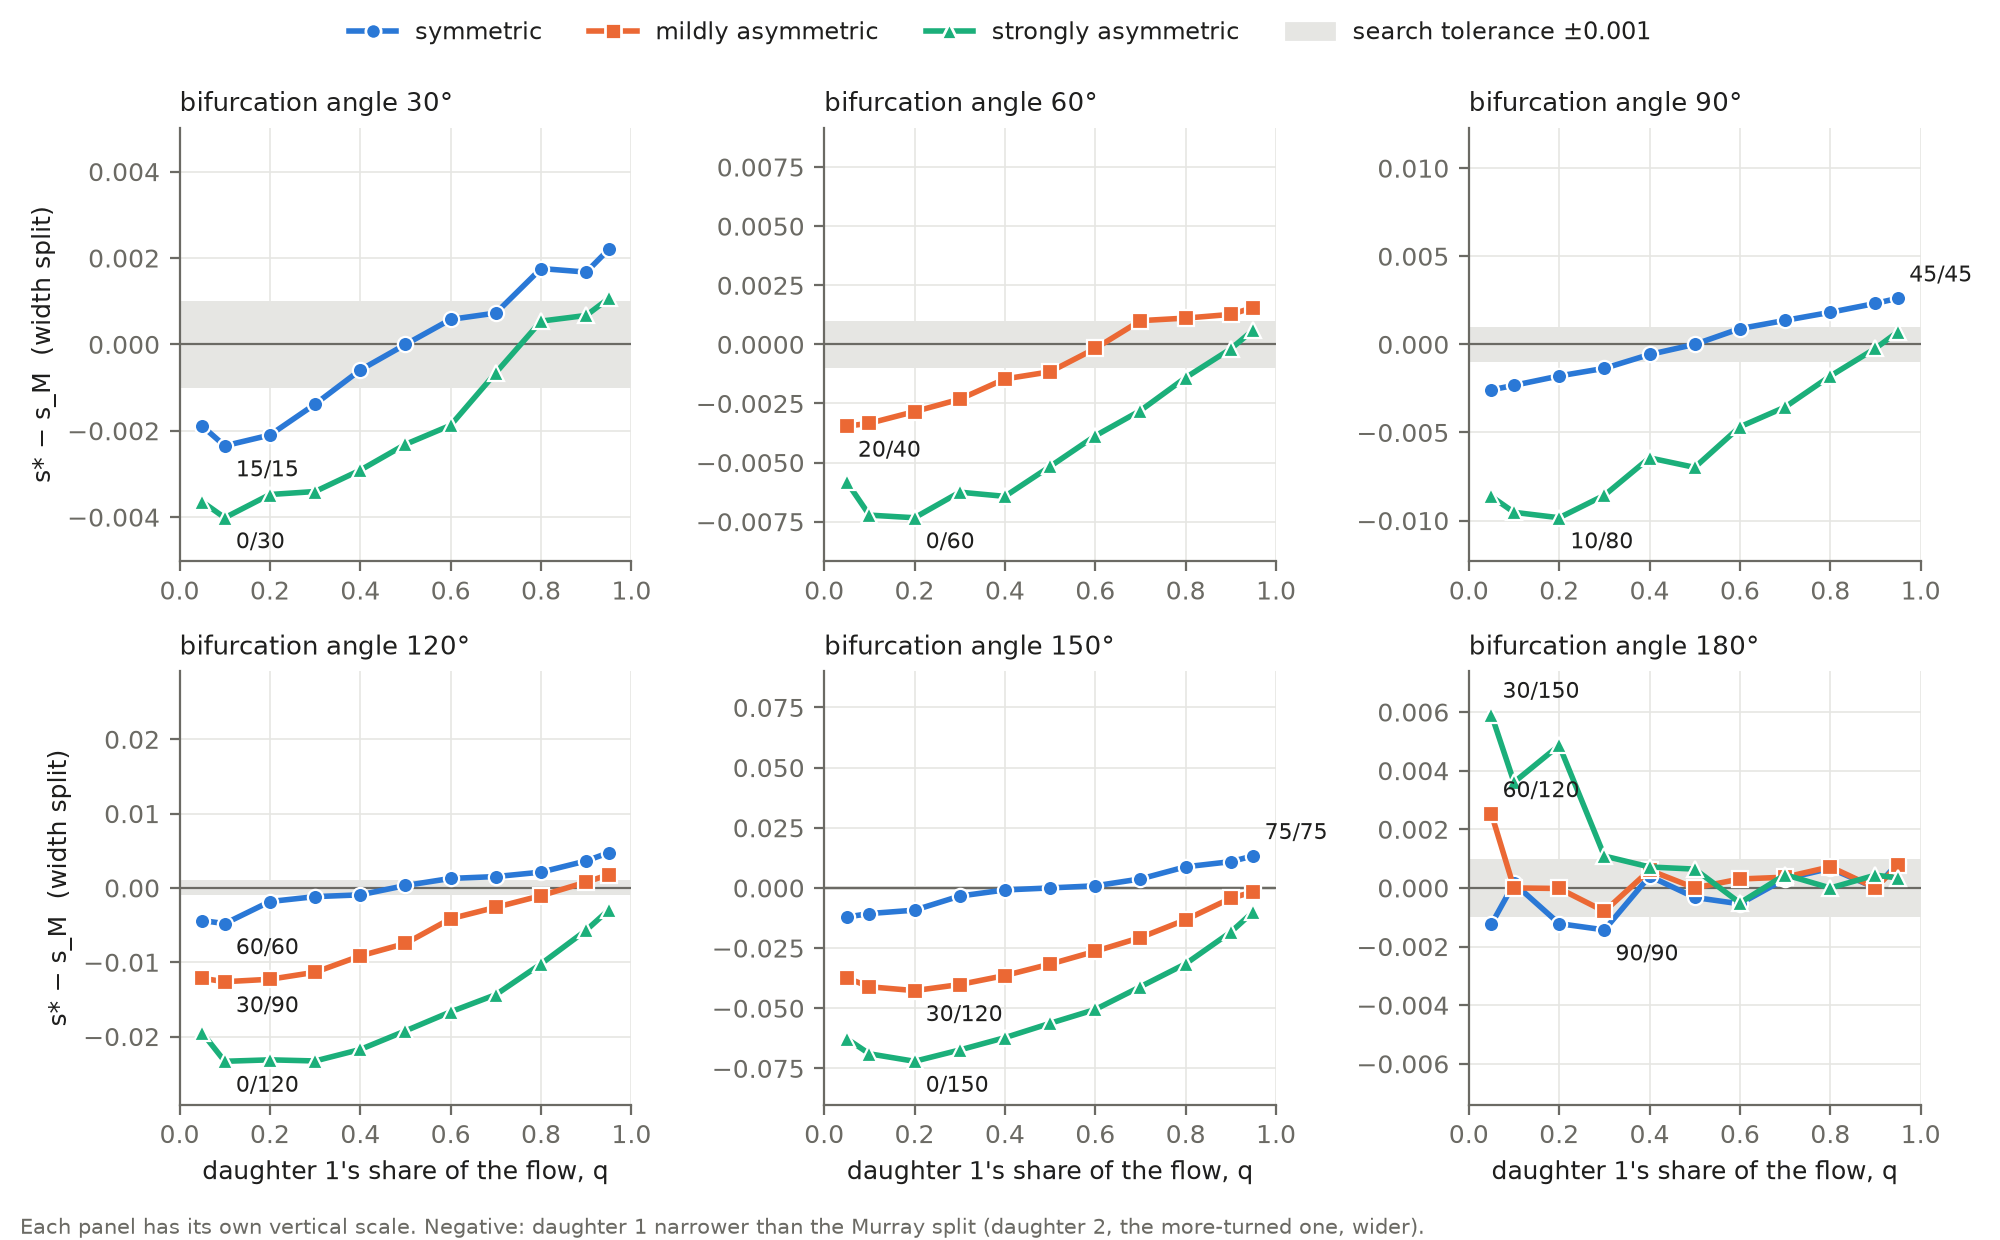 symmetric
mildly asymmetric
strongly asymmetric
search tolerance ±0.001
bifurcation angle 30°
s* − s_M (width split)
0.004
0.002
0.000
−0.002
−0.004
15/15
0/30
0.0 0.2 0.4 0.6 0.8 1.0
bifurcation angle 60°
0.0075
0.0050
0.0025
0.0000
−0.0025
−0.0050
−0.0075
20/40
0/60
0.0 0.2 0.4 0.6 0.8 1.0
bifurcation angle 90°
0.010
0.005
0.000
−0.005
−0.010
45/45
10/80
0.0 0.2 0.4 0.6 0.8 1.0
bifurcation angle 120°
s* − s_M (width split)
0.02
0.01
0.00
−0.01
−0.02
60/60
30/90
0/120
0.0 0.2 0.4 0.6 0.8 1.0
daughter 1's share of the flow, q
bifurcation angle 150°
0.075
0.050
0.025
0.000
−0.025
−0.050
−0.075
75/75
30/120
0/150
0.0 0.2 0.4 0.6 0.8 1.0
daughter 1's share of the flow, q
bifurcation angle 180°
0.006
0.004
0.002
0.000
−0.002
−0.004
−0.006
30/150
60/120
90/90
0.0 0.2 0.4 0.6 0.8 1.0
daughter 1's share of the flow, q
Each panel has its own vertical scale. Negative: daughter 1 narrower than the Murray split (daughter 2, the more-turned one, wider).